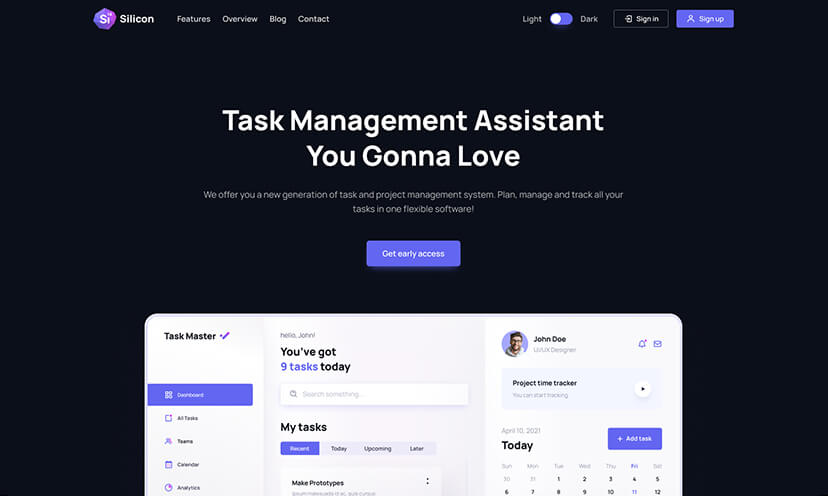 Si Silicon Features Overview Blog Contact Light Dark Sign in Sign up
Task Management Assistant
You Gonna Love
We offer you a new generation of task and project management system. Plan, manage and track all your
tasks in one flexible software!
Get early access
Task Master
Dashboard
All Tasks
Teams
Calendar
Analytics
hello, John!
You've got
9 tasks today
Search something...
My tasks
Recent Today Upcoming Later
Make Prototypes
John Doe
UI/UX Designer
Project time tracker
You can start tracking
April 10, 2021
Today
+ Add task
Sun Mon Tue Wed Thu Fri Sat
30 31 1 2 3 4 5
6 7 8 9 10 11 12